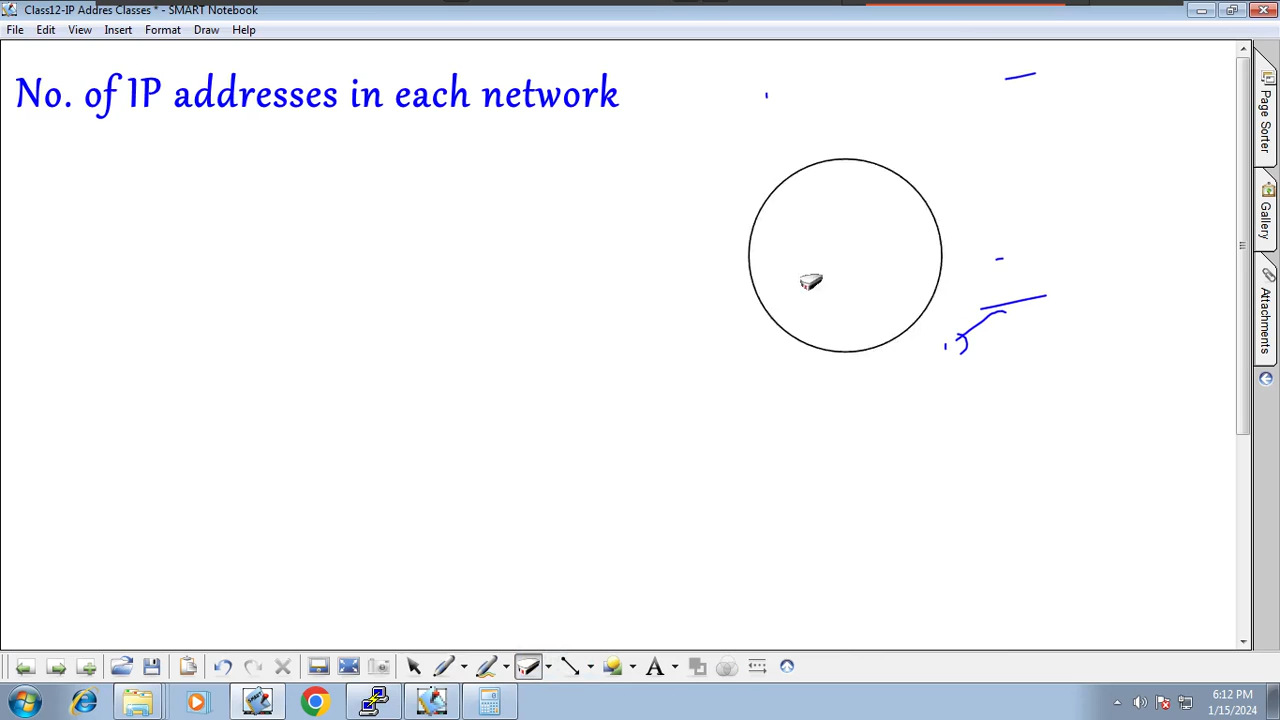 Class12-IP Addres Classes * - SMART Notebook
File Edit View Insert Format Draw Help
No. of IP addresses in each network
Page Sorter
Gallery
Attachments
A
6:12 PM
1/15/2024